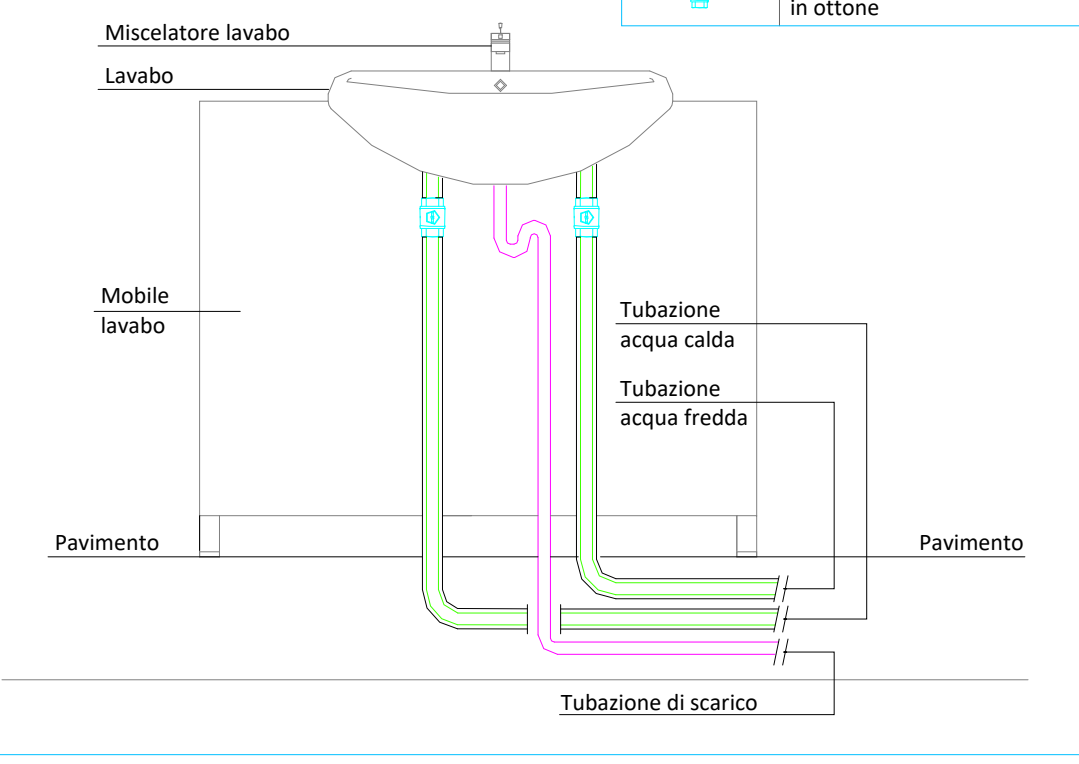 in ottone
Miscelatore lavabo
Lavabo
Mobile
lavabo
Tubazione
acqua calda
Tubazione
acqua fredda
Pavimento
Pavimento
Tubazione di scarico